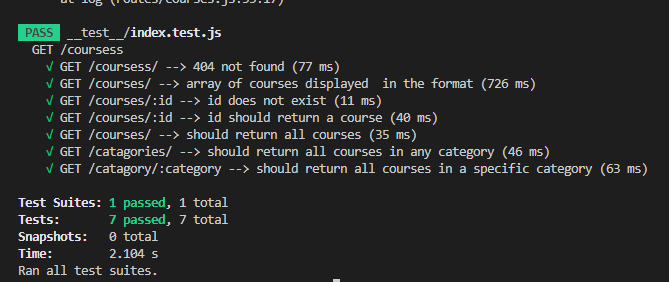 at log (routes/courses.js:55:17)
PASS __test__/index.test.js
GET /coursess
√ GET /coursess/ --> 404 not found (77 ms)
√ GET /courses/ --> array of courses displayed  in the format (726 ms)
√ GET /courses/:id --> id does not exist (11 ms)
√ GET /courses/:id --> id should return a course (40 ms)
√ GET /courses/ --> should return all courses (35 ms)
√ GET /catagories/ --> should return all courses in any category (46 ms)
√ GET /catagory/:category --> should return all courses in a specific category (63 ms)
Test Suites: 1 passed, 1 total
Tests: 7 passed, 7 total
Snapshots: 0 total
Time: 2.104 s
Ran all test suites.